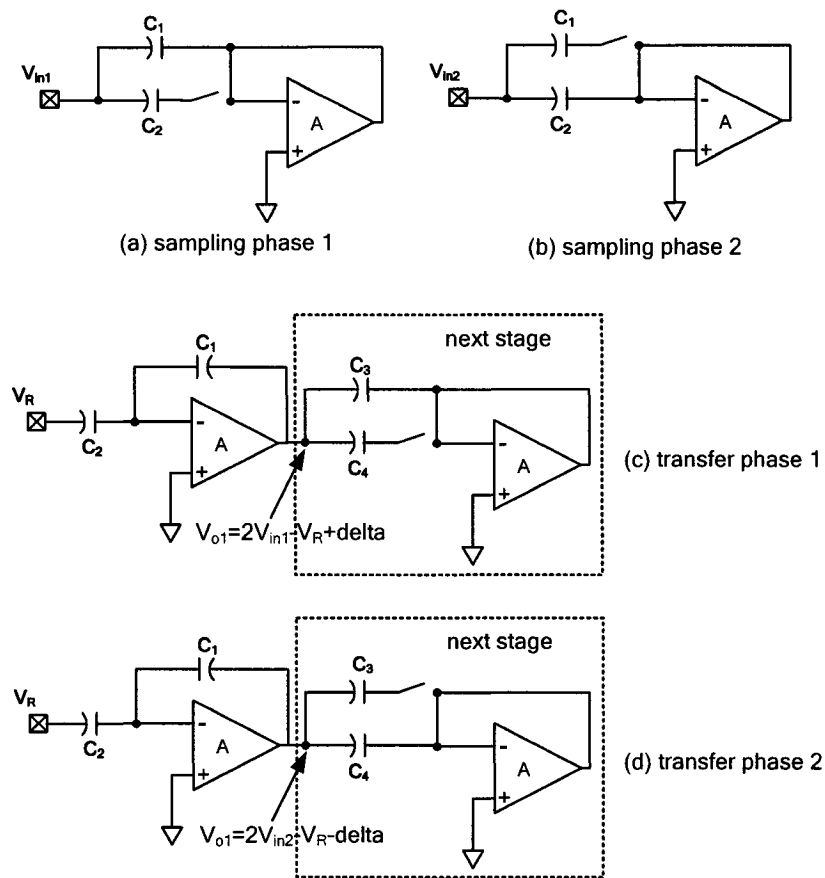 C1
Vin1
C2
-
A
+
(a) sampling phase 1
C1
Vin2
C2
-
A
+
(b) sampling phase 2
next stage
C1
C3
VR
C2
-
A
+
C4
-
A
+
(c) transfer phase 1
Vo1=2Vin1-VR+delta
next stage
C1
C3
VR
C2
-
A
+
C4
-
A
+
(d) transfer phase 2
Vo1=2Vin2-VR-delta